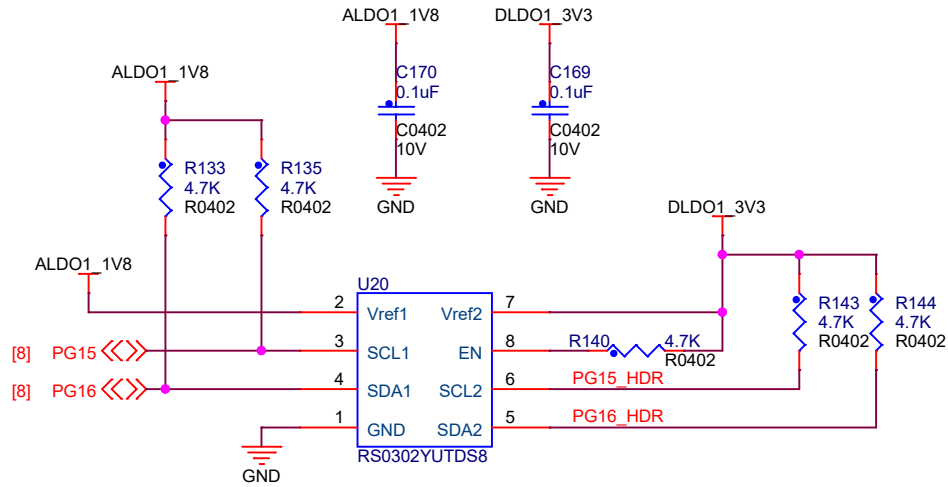 ALDO1_1V8
DLDO1_3V3
C170
0.1uF
C0402
10V
GND
C169
0.1uF
C0402
10V
GND
ALDO1_1V8
R133
4.7K
R0402
R135
4.7K
R0402
DLDO1_3V3
ALDO1_1V8
R143
4.7K
R0402
R144
4.7K
R0402
U20
2 Vref1 Vref2 7
[8] PG15 3 SCL1 EN 8 R140 4.7K
R0402
[8] PG16 4 SDA1 SCL2 6 PG15_HDR
1 GND SDA2 5 PG16_HDR
RS0302YUTDS8
GND